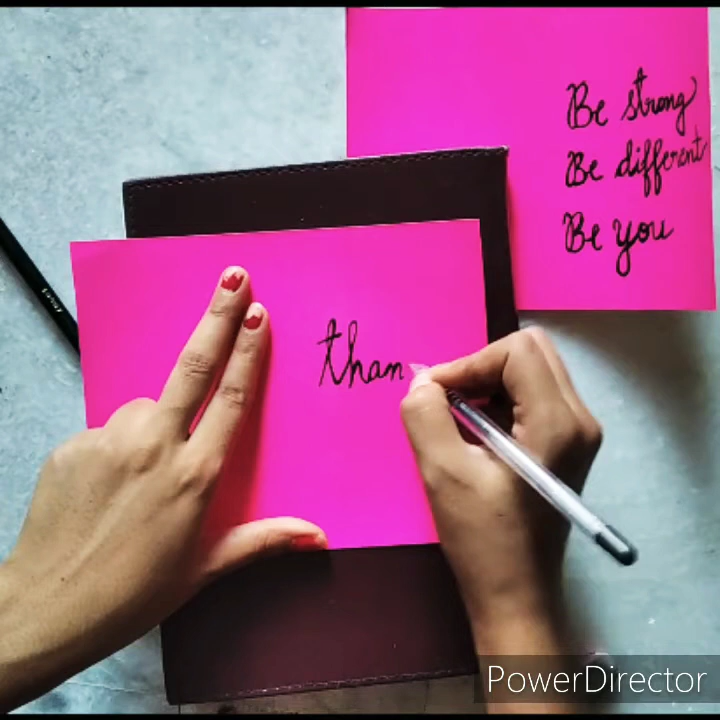 Be strong
Be different
Be you
than
PowerDirector